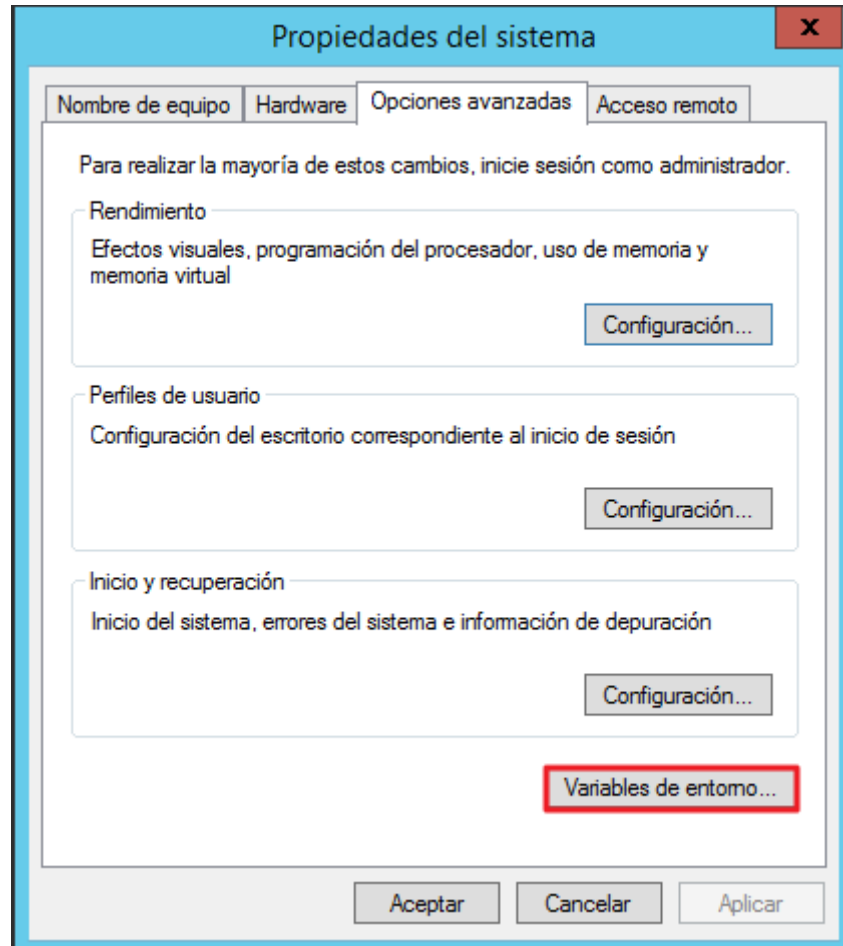 Propiedades del sistema
x
Nombre de equipo Hardware Opciones avanzadas Acceso remoto
Para realizar la mayoría de estos cambios, inicie sesión como administrador.
Rendimiento
Efectos visuales, programación del procesador, uso de memoria y
memoria virtual
Configuración...
Perfiles de usuario
Configuración del escritorio correspondiente al inicio de sesión
Configuración...
Inicio y recuperación
Inicio del sistema, errores del sistema e información de depuración
Configuración...
Variables de entorno...
Aceptar Cancelar Aplicar